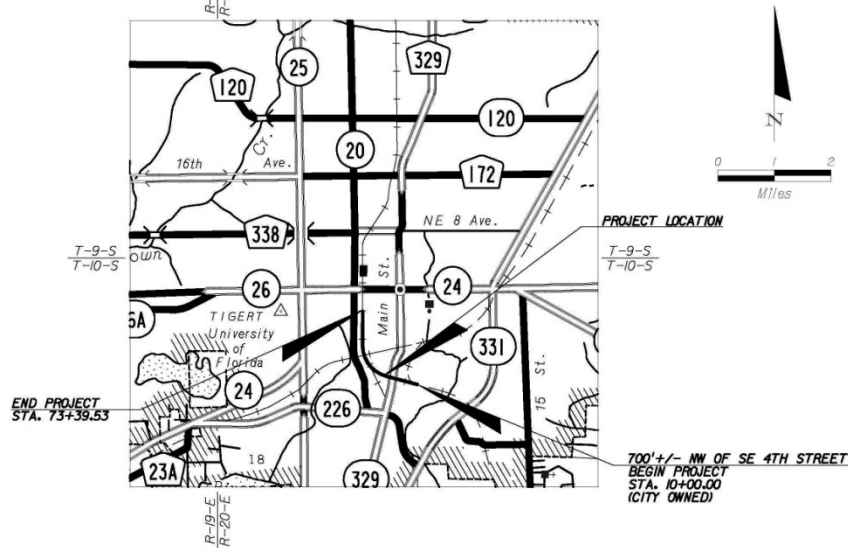 R-19-E
R-20-E
25
329
120
120
20
Cr.
16th Ave.
172
N
0 1 2
Miles
NE 8 Ave.
PROJECT LOCATION
338
T-9-S
T-10-S
T-9-S
T-10-S
own
26
24
Main St.
6A
TIGERT
University
of
Florida
331
15 St.
24
END PROJECT
STA. 73+39.53
226
700'+/- NW OF SE 4TH STREET
BEGIN PROJECT
STA. 10+00.00
(CITY OWNED)
23A
18
329
R-19-E
R-20-E